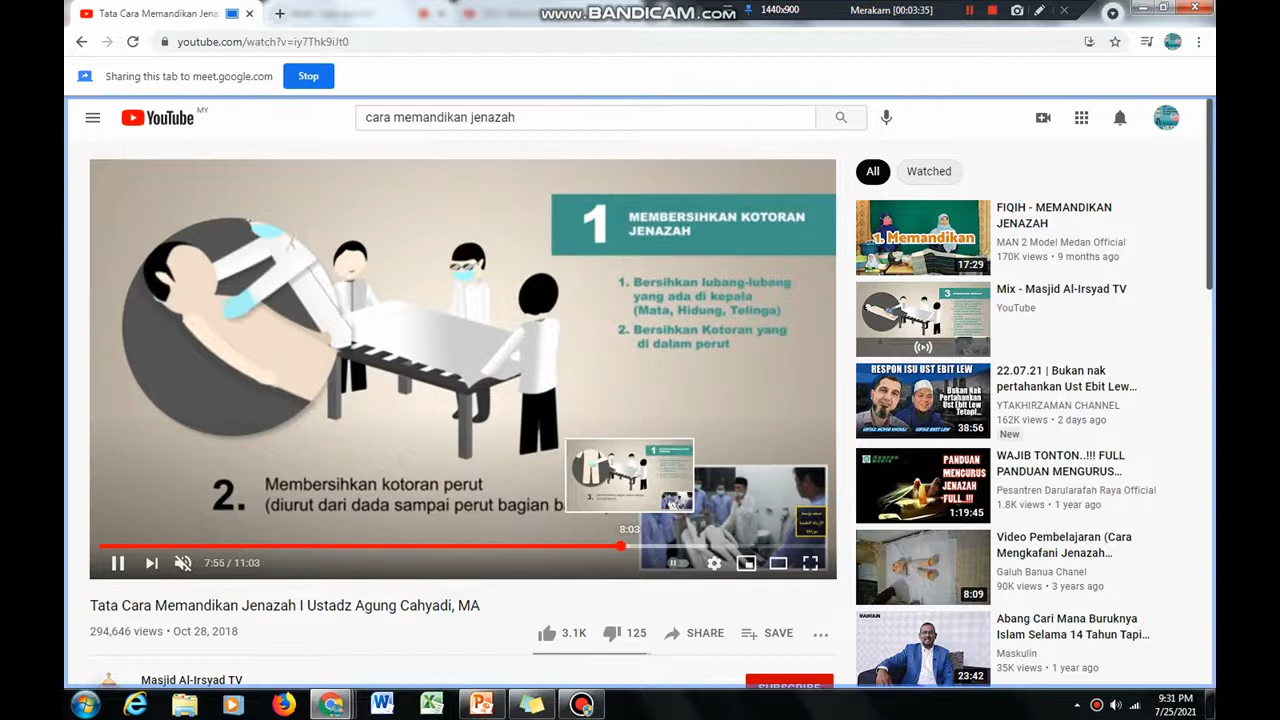 Tata Cara Memandikan Jena
WWW.BANDICAM.COM
1440x900
Merakam [00:03:35]
youtube.com/watch?v=iy7Thk9iJt0
Sharing this tab to meet.google.com
Stop
YouTube MY
cara memandikan jenazah
All
Watched
1 MEMBERSIHKAN KOTORAN
JENAZAH
1. Bersihkan lubang-lubang
yang ada di kepala
(Mata, Hidung, Telinga)
2. Bersihkan Kotoran yang
di dalam perut
2. Membersihkan kotoran perut
(diurut dari dada sampai perut bagian b
8:03
7:55 / 11:03
Tata Cara Memandikan Jenazah I Ustadz Agung Cahyadi, MA
294,646 views • Oct 28, 2018
3.1K
125
SHARE
SAVE
Masjid Al-Irsyad TV
SUBSCRIBE
1. Memandikan
17:29
FIQIH - MEMANDIKAN
JENAZAH
MAN 2 Model Medan Official
170K views • 9 months ago
Mix - Masjid Al-Irsyad TV
YouTube
RESPON ISU UST EBIT LEW
Bukan Nak
Pertahankan
Ust Ebit Lew
Tetapi...
38:56
22.07.21 | Bukan nak
pertahankan Ust Ebit Lew…
YTAKHIRZAMAN CHANNEL
162K views • 2 days ago
New
PANDUAN
MENGURUS
JENAZAH
FULL..!!!
1:19:45
WAJIB TONTON..!!! FULL
PANDUAN MENGURUS…
Pesantren Darularafah Raya Official
1.8K views • 1 year ago
8:09
Video Pembelajaran (Cara
Mengkafani Jenazah…
Galuh Banua Chanel
90K views • 3 years ago
23:42
Abang Cari Mana Buruknya
Islam Selama 14 Tahun Tapi…
Maskulin
35K views • 1 year ago
9:31 PM
7/25/2021